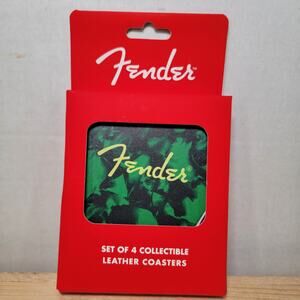 Fender
Fender
SET OF 4 COLLECTIBLE
LEATHER COASTERS